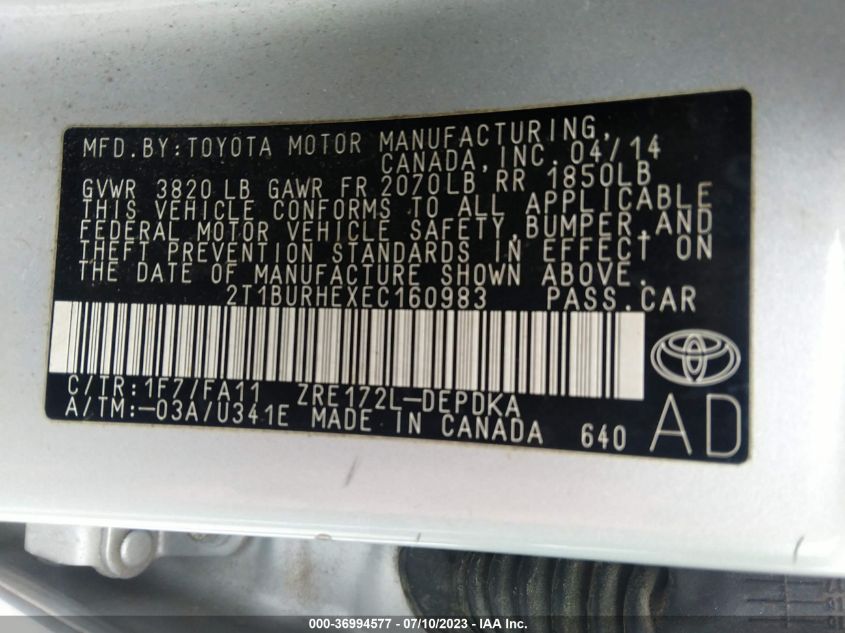 MFD.BY:TOYOTA MOTOR MANUFACTURING,
CANADA,INC. 04/14
GVWR 3820 LB GAWR FR 2070LB RR 1850LB
THIS VEHICLE CONFORMS TO ALL APPLICABLE
FEDERAL MOTOR VEHICLE SAFETY,BUMPER,AND
THEFT PREVENTION STANDARDS IN EFFECT ON
THE DATE OF MANUFACTURE SHOWN ABOVE.
2T1BURHEXEC160983 PASS.CAR
C/TR:1F7/FA11 ZRE172L-DEPDKA
A/TM:-03A/U341E MADE IN CANADA 640 AD
000-36994577 - 07/10/2023 - IAA Inc.